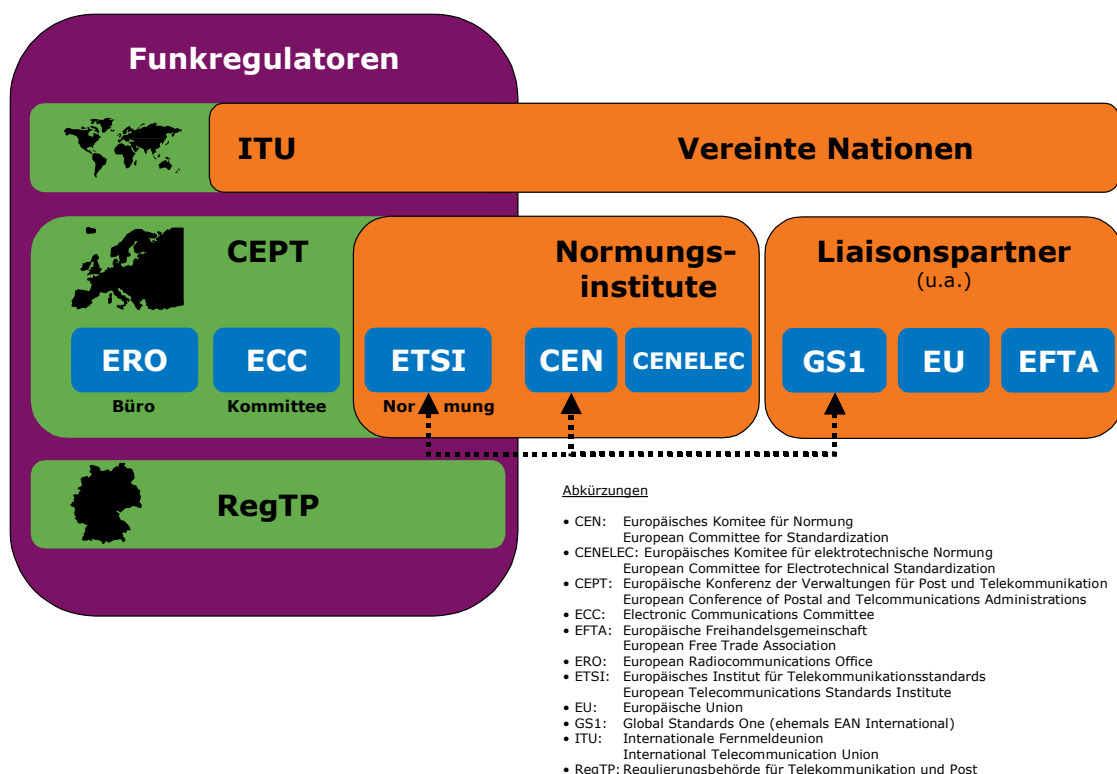 Funkregulatoren
ITU
Vereinte Nationen
CEPT
Normungs-
institute
Liaisonspartner
(u.a.)
ERO
ECC
ETSI
CEN
CENELEC
GS1
EU
EFTA
Büro
Kommittee
Nor mung
RegTP
Abkürzungen
• CEN: Europäisches Komitee für Normung
European Committee for Standardization
• CENELEC: Europäisches Komitee für elektrotechnische Normung
European Committee for Electrotechnical Standardization
• CEPT: Europäische Konferenz der Verwaltungen für Post und Telekommunikation
European Conference of Postal and Telcommunications Administrations
• ECC: Electronic Communications Committee
• EFTA: Europäische Freihandelsgemeinschaft
European Free Trade Association
• ERO: European Radiocommunications Office
• ETSI: Europäisches Institut für Telekommunikationsstandards
European Telecommunications Standards Institute
• EU: Europäische Union
• GS1: Global Standards One (ehemals EAN International)
• ITU: Internationale Fernmeldeunion
International Telecommunication Union
• RegTP: Regulierungsbehörde für Telekommunikation und Post